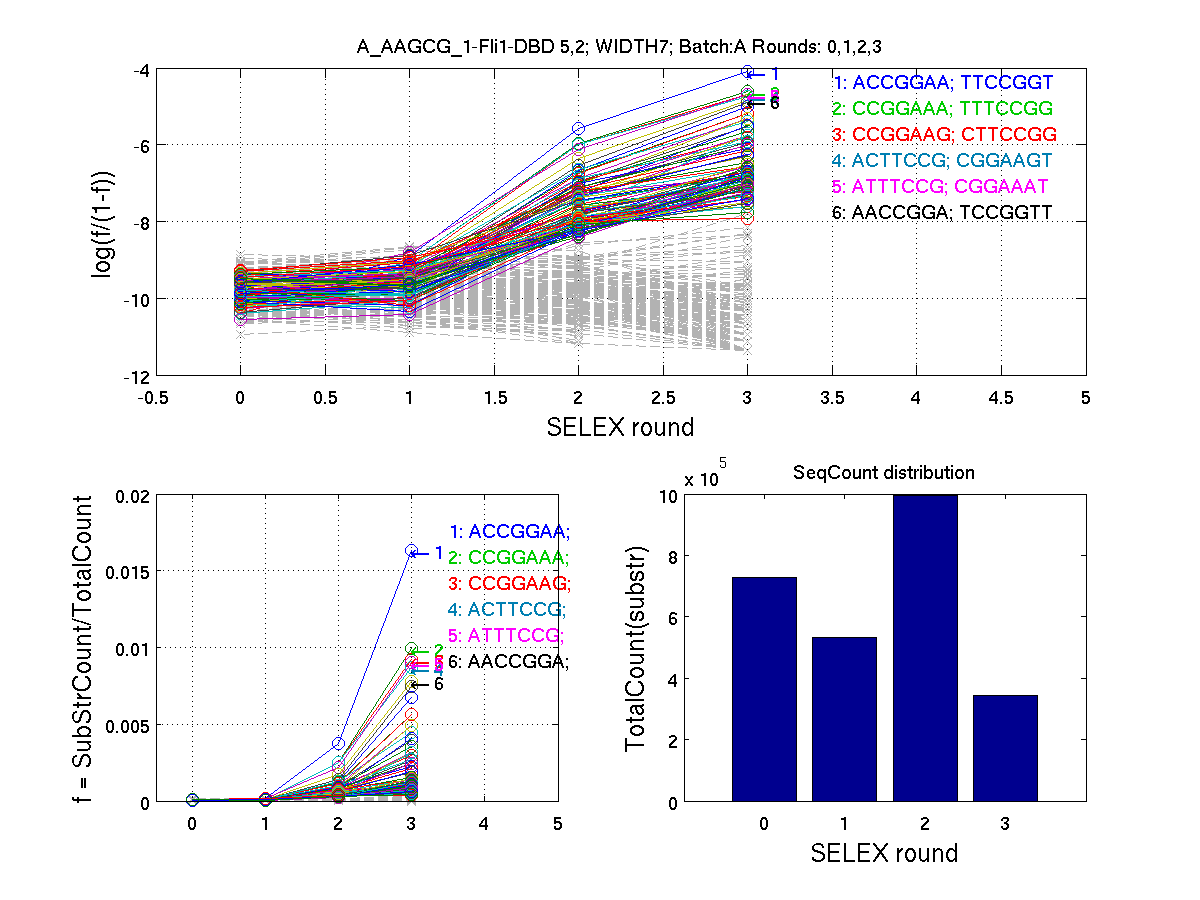 A_AAGCG_1-Fli1-DBD 5,2; WIDTH7; Batch:A Rounds: 0,1,2,3
log(f/(1-f))
-4
-6
-8
-10
-12
1
2
6
1: ACCGGAA; TTCCGGT
2: CCGGAAA; TTTCCGG
3: CCGGAAG; CTTCCGG
4: ACTTCCG; CGGAAGT
5: ATTTCCG; CGGAAAT
6: AACCGGA; TCCGGTT
-0.5 0 0.5 1 1.5 2 2.5 3 3.5 4 4.5 5
SELEX round
f = SubStrCount/TotalCount
0.02
0.015
0.01
0.005
0
1
2
4
6
1: ACCGGAA;
2: CCGGAAA;
3: CCGGAAG;
4: ACTTCCG;
5: ATTTCCG;
6: AACCGGA;
0 1 2 3 4 5
SeqCount distribution
x 10^5
TotalCount(substr)
10
8
6
4
2
0
0 1 2 3
SELEX round